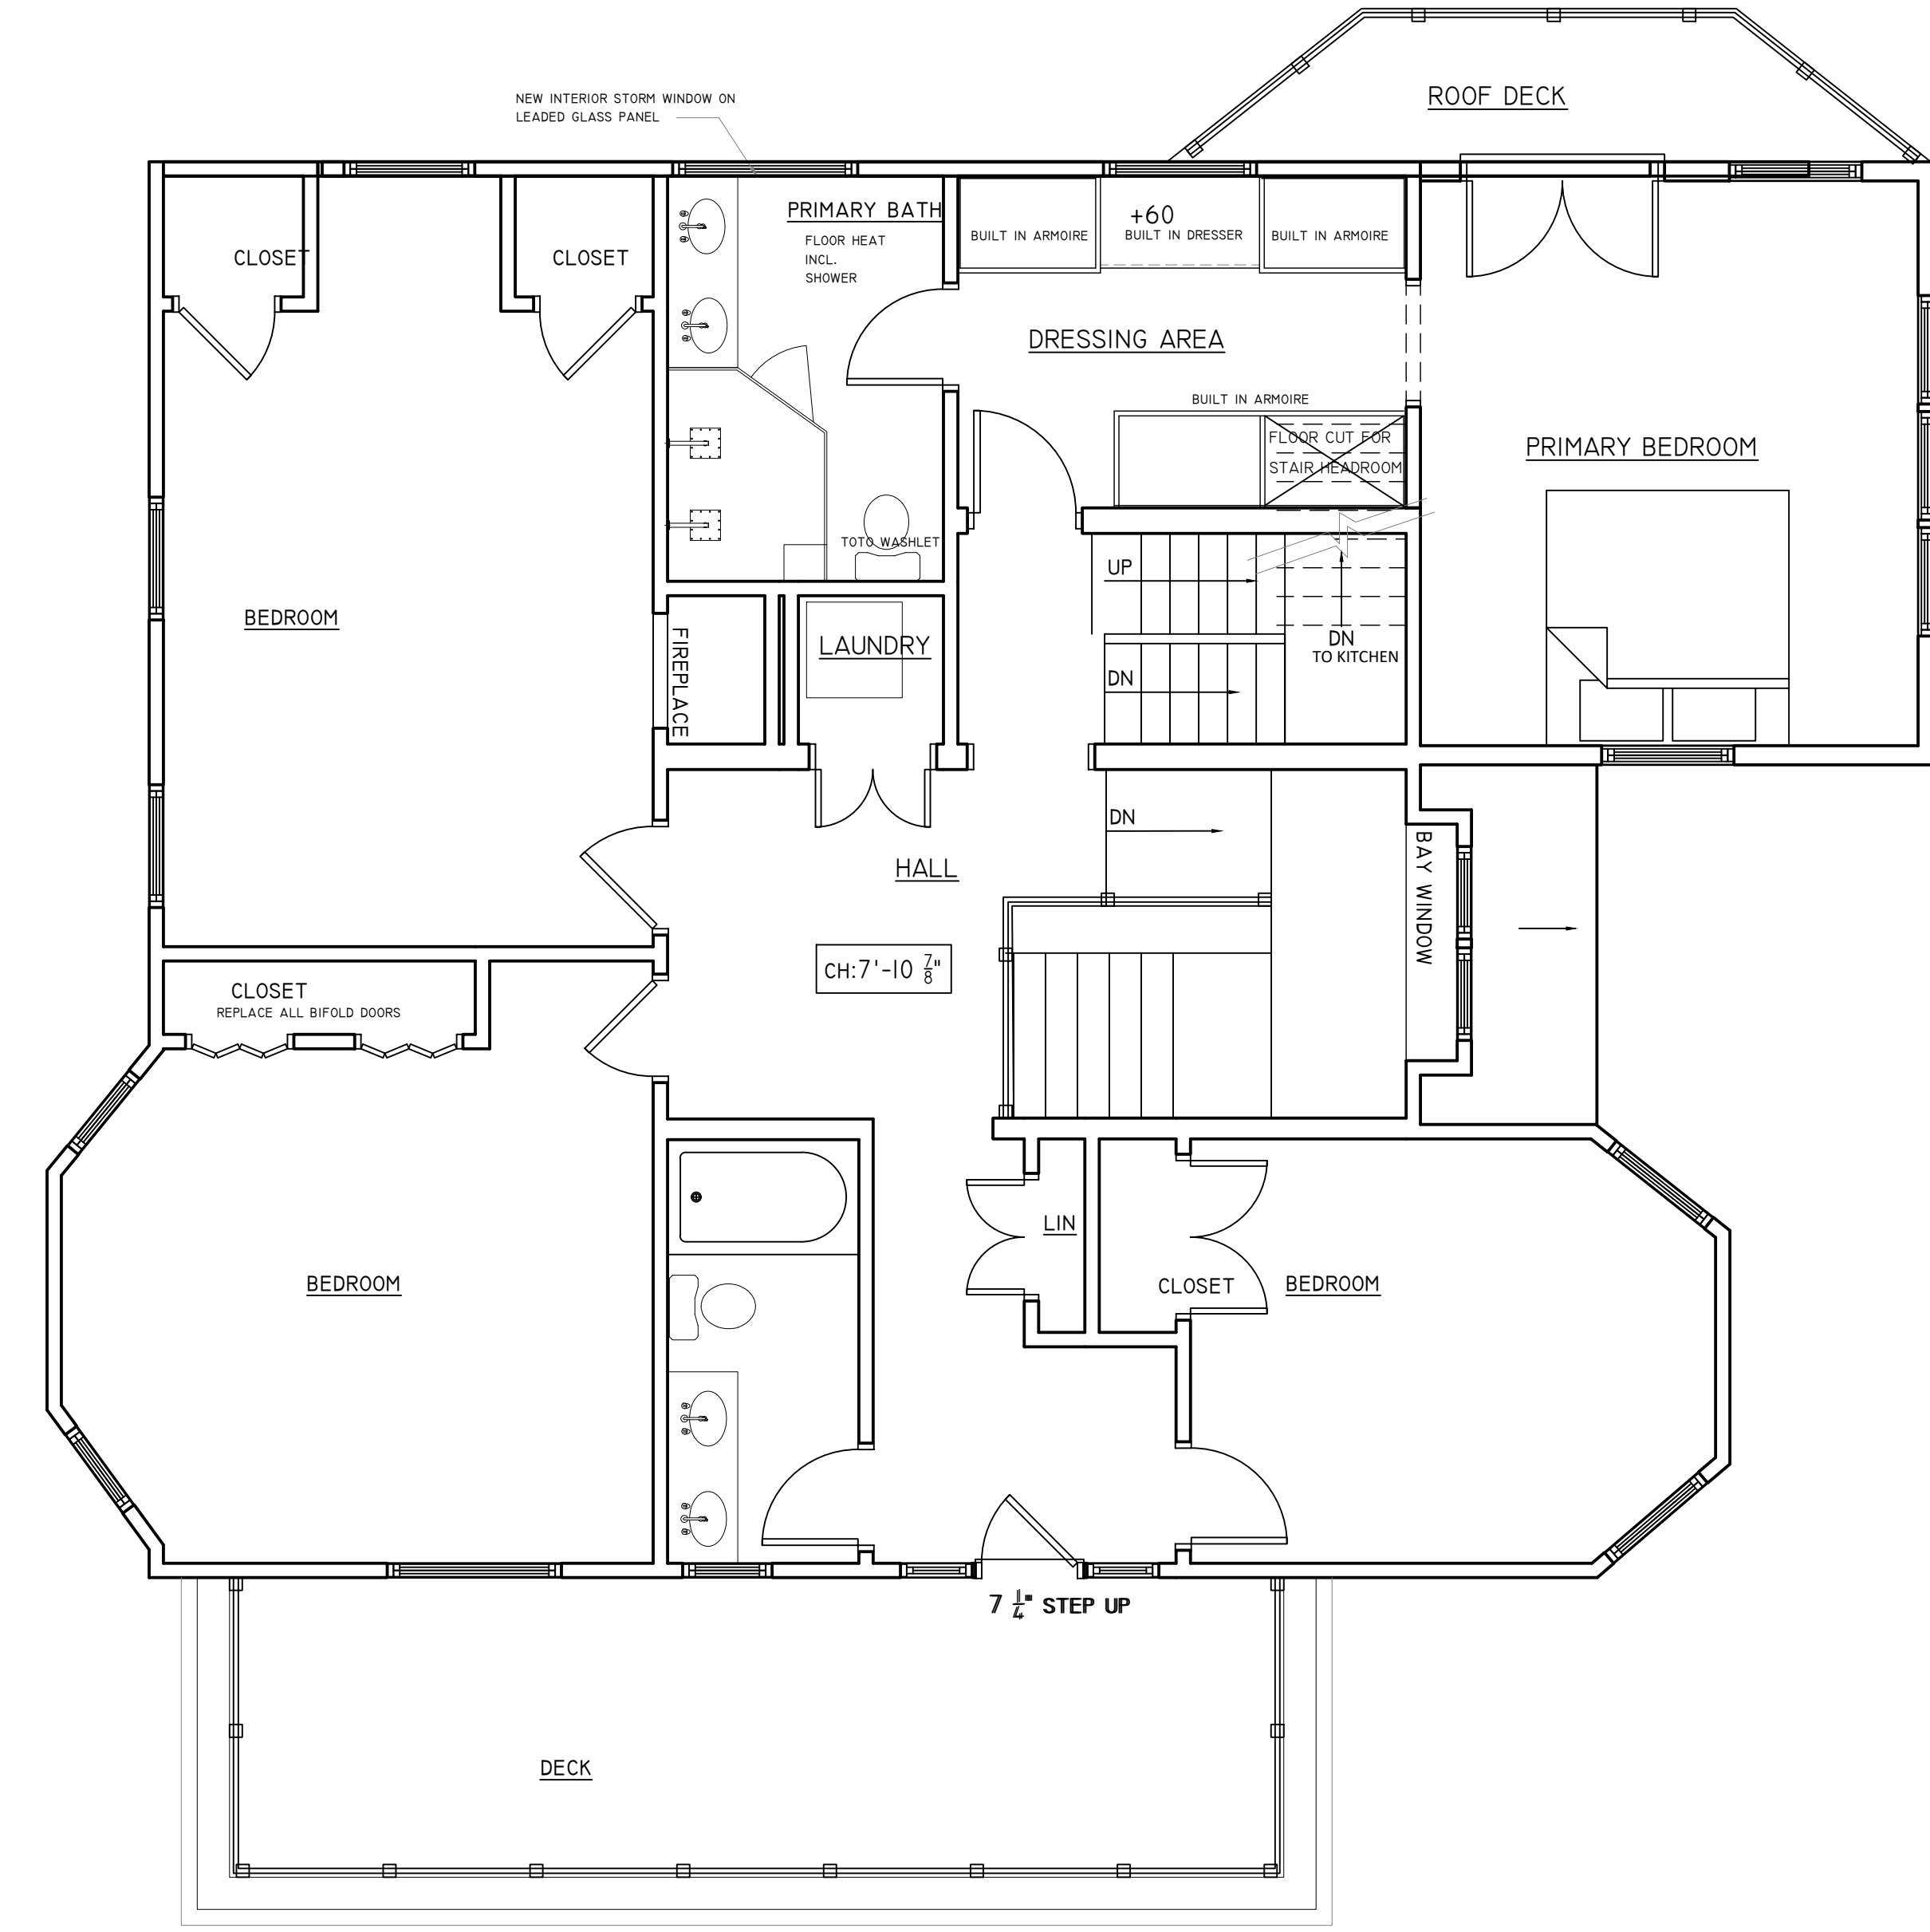 ROOF DECK
NEW INTERIOR STORM WINDOW ON
LEADED GLASS PANEL
PRIMARY BATH
FLOOR HEAT
INCL.
SHOWER
+60
BUILT IN ARMOIRE
BUILT IN DRESSER
BUILT IN ARMOIRE
CLOSET
CLOSET
DRESSING AREA
BUILT IN ARMOIRE
FLOOR CUT FOR
STAIR HEADROOM
PRIMARY BEDROOM
TOTO WASHLET
UP
BEDROOM
FIREPLACE
LAUNDRY
DN
TO KITCHEN
DN
DN
HALL
BAY WINDOW
CH:7'-10 7/8"
CLOSET
REPLACE ALL BIFOLD DOORS
LIN
BEDROOM
CLOSET
BEDROOM
7 1/4" STEP UP
DECK